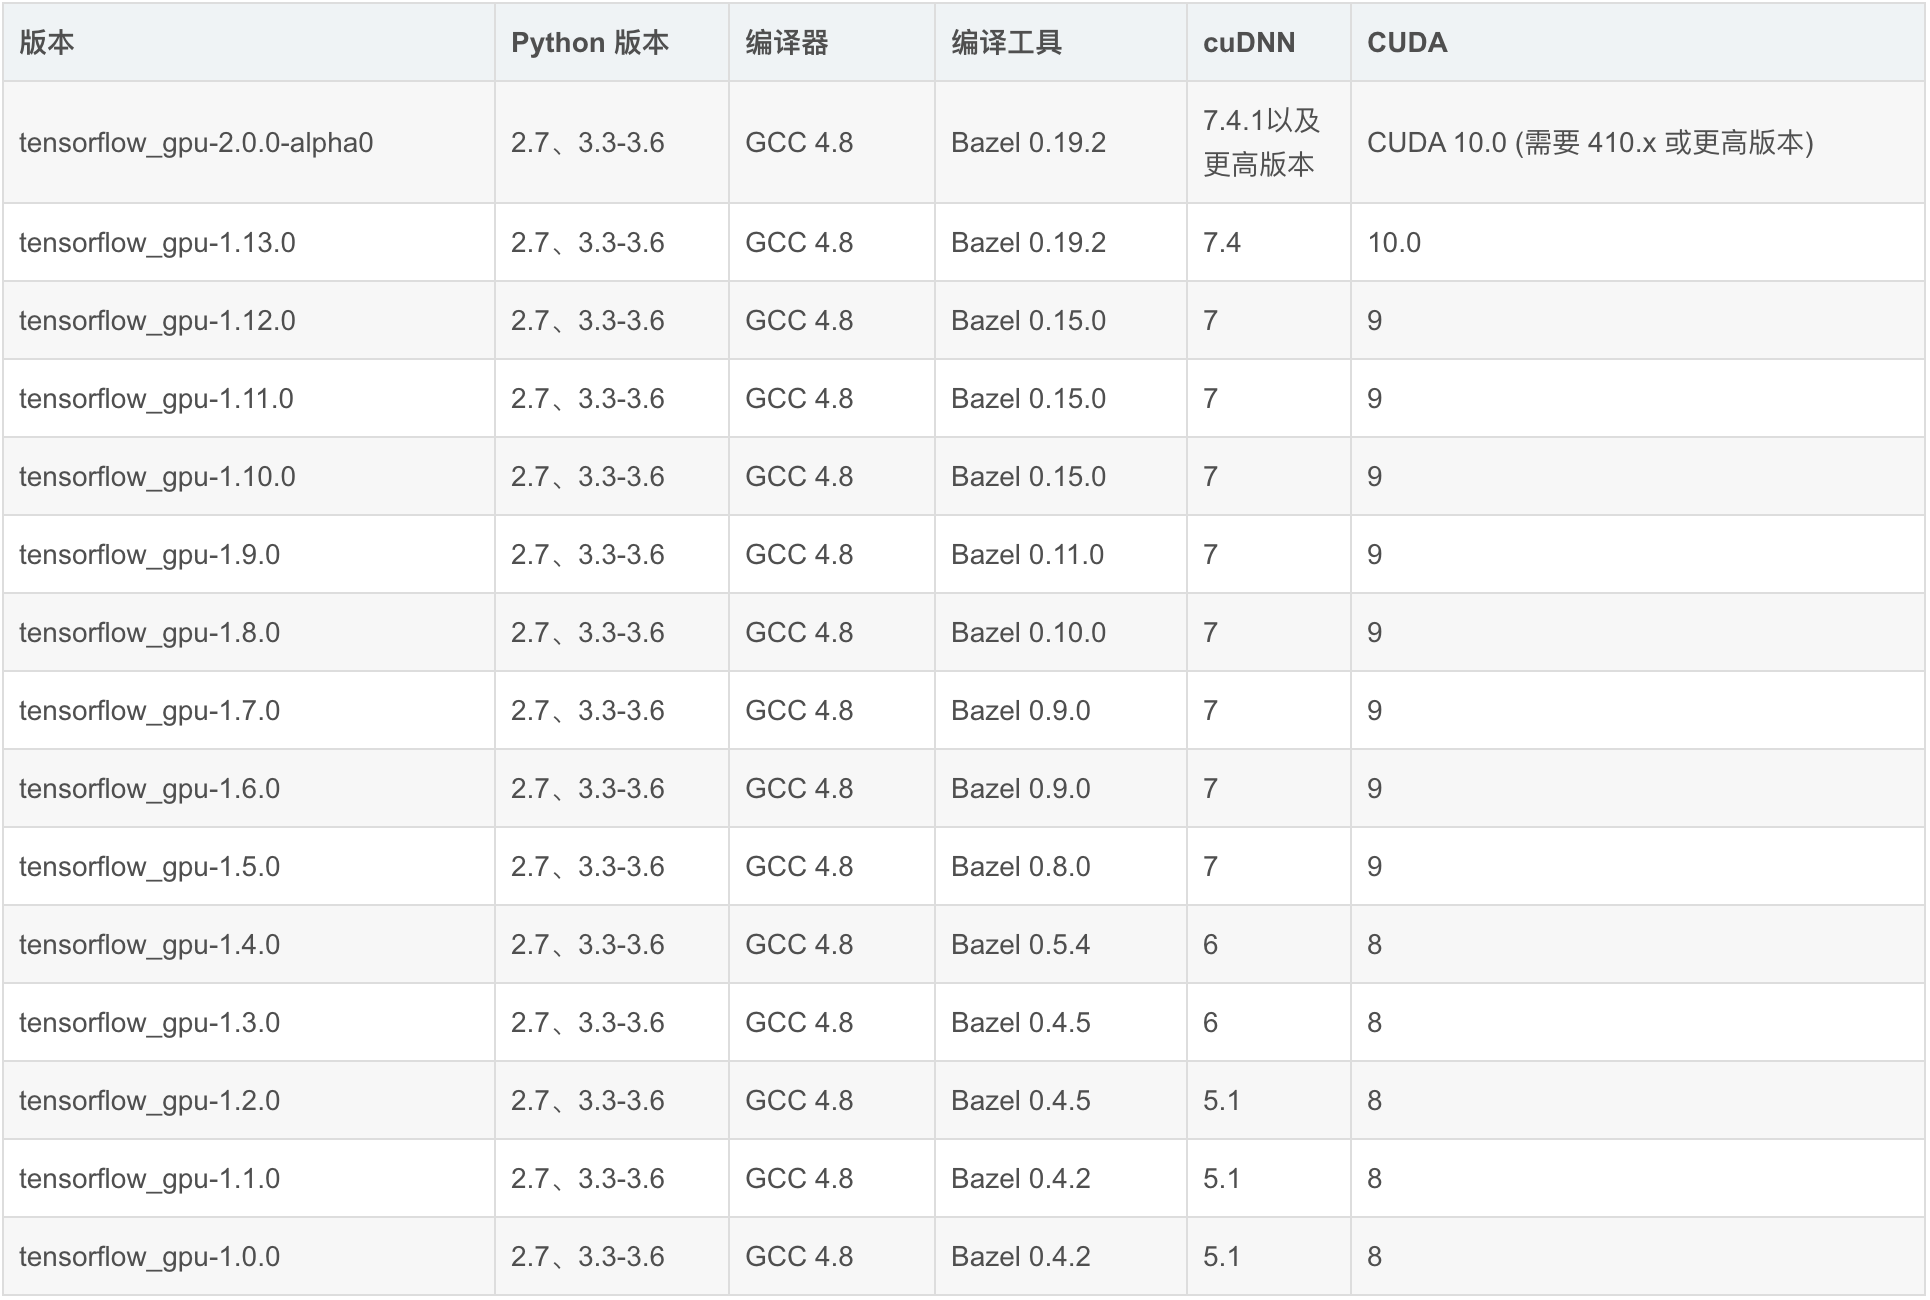 版本 Python 版本 编译器 编译工具 cuDNN CUDA
tensorflow_gpu-2.0.0-alpha0 2.7、3.3-3.6 GCC 4.8 Bazel 0.19.2 7.4.1以及
更高版本 CUDA 10.0 (需要 410.x 或更高版本)
tensorflow_gpu-1.13.0 2.7、3.3-3.6 GCC 4.8 Bazel 0.19.2 7.4 10.0
tensorflow_gpu-1.12.0 2.7、3.3-3.6 GCC 4.8 Bazel 0.15.0 7 9
tensorflow_gpu-1.11.0 2.7、3.3-3.6 GCC 4.8 Bazel 0.15.0 7 9
tensorflow_gpu-1.10.0 2.7、3.3-3.6 GCC 4.8 Bazel 0.15.0 7 9
tensorflow_gpu-1.9.0 2.7、3.3-3.6 GCC 4.8 Bazel 0.11.0 7 9
tensorflow_gpu-1.8.0 2.7、3.3-3.6 GCC 4.8 Bazel 0.10.0 7 9
tensorflow_gpu-1.7.0 2.7、3.3-3.6 GCC 4.8 Bazel 0.9.0 7 9
tensorflow_gpu-1.6.0 2.7、3.3-3.6 GCC 4.8 Bazel 0.9.0 7 9
tensorflow_gpu-1.5.0 2.7、3.3-3.6 GCC 4.8 Bazel 0.8.0 7 9
tensorflow_gpu-1.4.0 2.7、3.3-3.6 GCC 4.8 Bazel 0.5.4 6 8
tensorflow_gpu-1.3.0 2.7、3.3-3.6 GCC 4.8 Bazel 0.4.5 6 8
tensorflow_gpu-1.2.0 2.7、3.3-3.6 GCC 4.8 Bazel 0.4.5 5.1 8
tensorflow_gpu-1.1.0 2.7、3.3-3.6 GCC 4.8 Bazel 0.4.2 5.1 8
tensorflow_gpu-1.0.0 2.7、3.3-3.6 GCC 4.8 Bazel 0.4.2 5.1 8